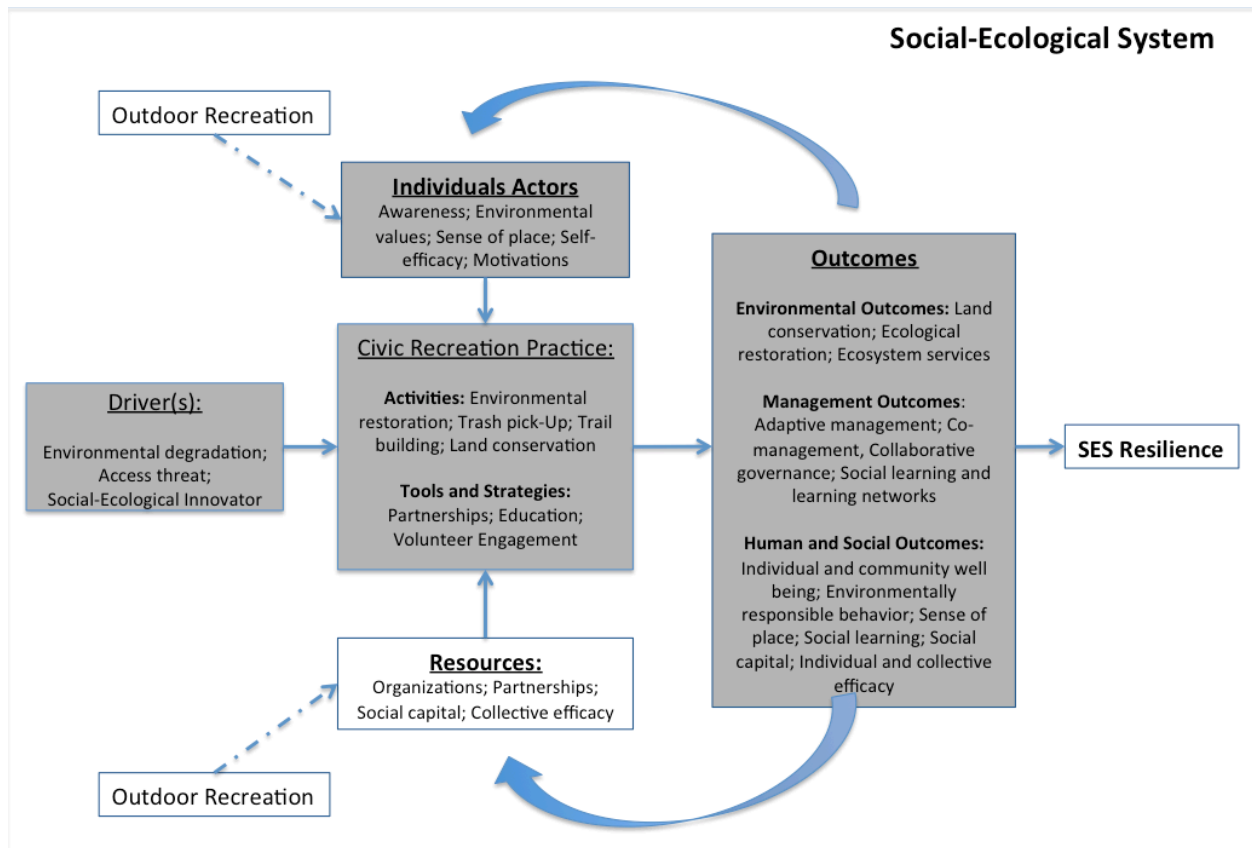 Social-Ecological System
Outdoor Recreation
Individuals Actors
Awareness; Environmental
values; Sense of place; Self-
efficacy; Motivations
Driver(s):
Environmental degradation;
Access threat;
Social-Ecological Innovator
Civic Recreation Practice:
Activities: Environmental
restoration; Trash pick-Up; Trail
building; Land conservation
Tools and Strategies:
Partnerships; Education;
Volunteer Engagement
Resources:
Organizations; Partnerships;
Social capital; Collective efficacy
Outdoor Recreation
Outcomes
Environmental Outcomes: Land
conservation; Ecological
restoration; Ecosystem services
Management Outcomes:
Adaptive management; Co-
management, Collaborative
governance; Social learning and
learning networks
Human and Social Outcomes:
Individual and community well
being; Environmentally
responsible behavior; Sense of
place; Social learning; Social
capital; Individual and collective
efficacy
SES Resilience